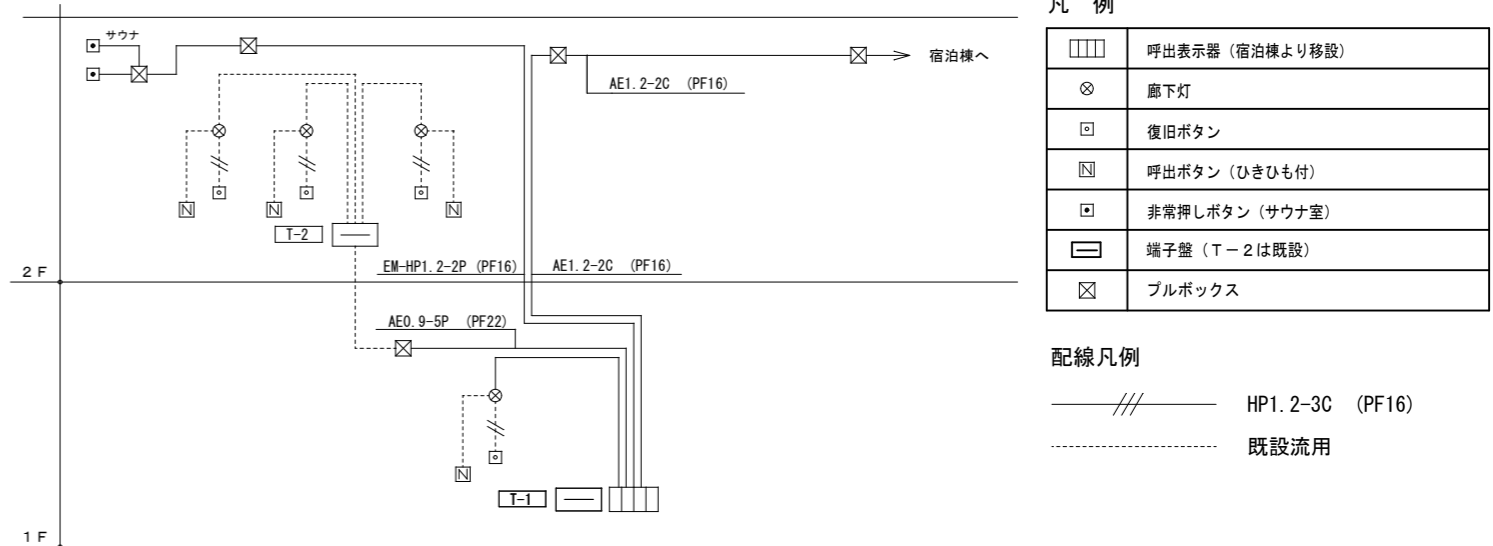 サウナ
宿泊棟へ
AE1.2-2C (PF16)
N
N
N
T-2
EM-HP1.2-2P (PF16)
AE1.2-2C (PF16)
2F
AE0.9-5P (PF22)
N
T-1
1F
凡 例
呼出表示器（宿泊棟より移設）
廊下灯
復旧ボタン
N 呼出ボタン（ひきひも付）
非常押しボタン（サウナ室）
端子盤（Ｔ－２は既設）
プルボックス
配線凡例
HP1.2-3C (PF16)
既設流用